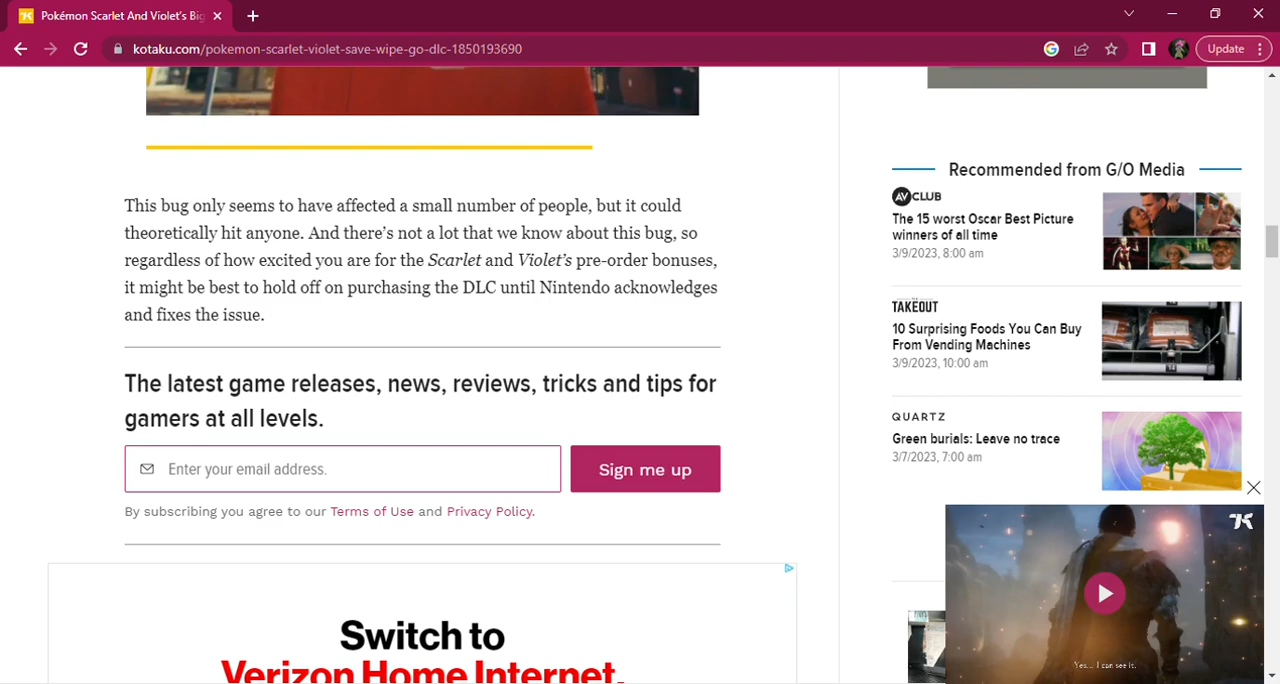 Pokémon Scarlet And Violet's Big
kotaku.com/pokemon-scarlet-violet-save-wipe-go-dlc-1850193690
Update
This bug only seems to have affected a small number of people, but it could
theoretically hit anyone. And there's not a lot that we know about this bug, so
regardless of how excited you are for the Scarlet and Violet's pre-order bonuses,
it might be best to hold off on purchasing the DLC until Nintendo acknowledges
and fixes the issue.
The latest game releases, news, reviews, tricks and tips for
gamers at all levels.
Enter your email address.
Sign me up
By subscribing you agree to our Terms of Use and Privacy Policy.
Switch to
Verizon Home Internet.
Recommended from G/O Media
AV CLUB
The 15 worst Oscar Best Picture
winners of all time
3/9/2023, 8:00 am
THE TAKEOUT
10 Surprising Foods You Can Buy
From Vending Machines
3/9/2023, 10:00 am
QUARTZ
Green burials: Leave no trace
3/7/2023, 7:00 am
Yes... I can see it.